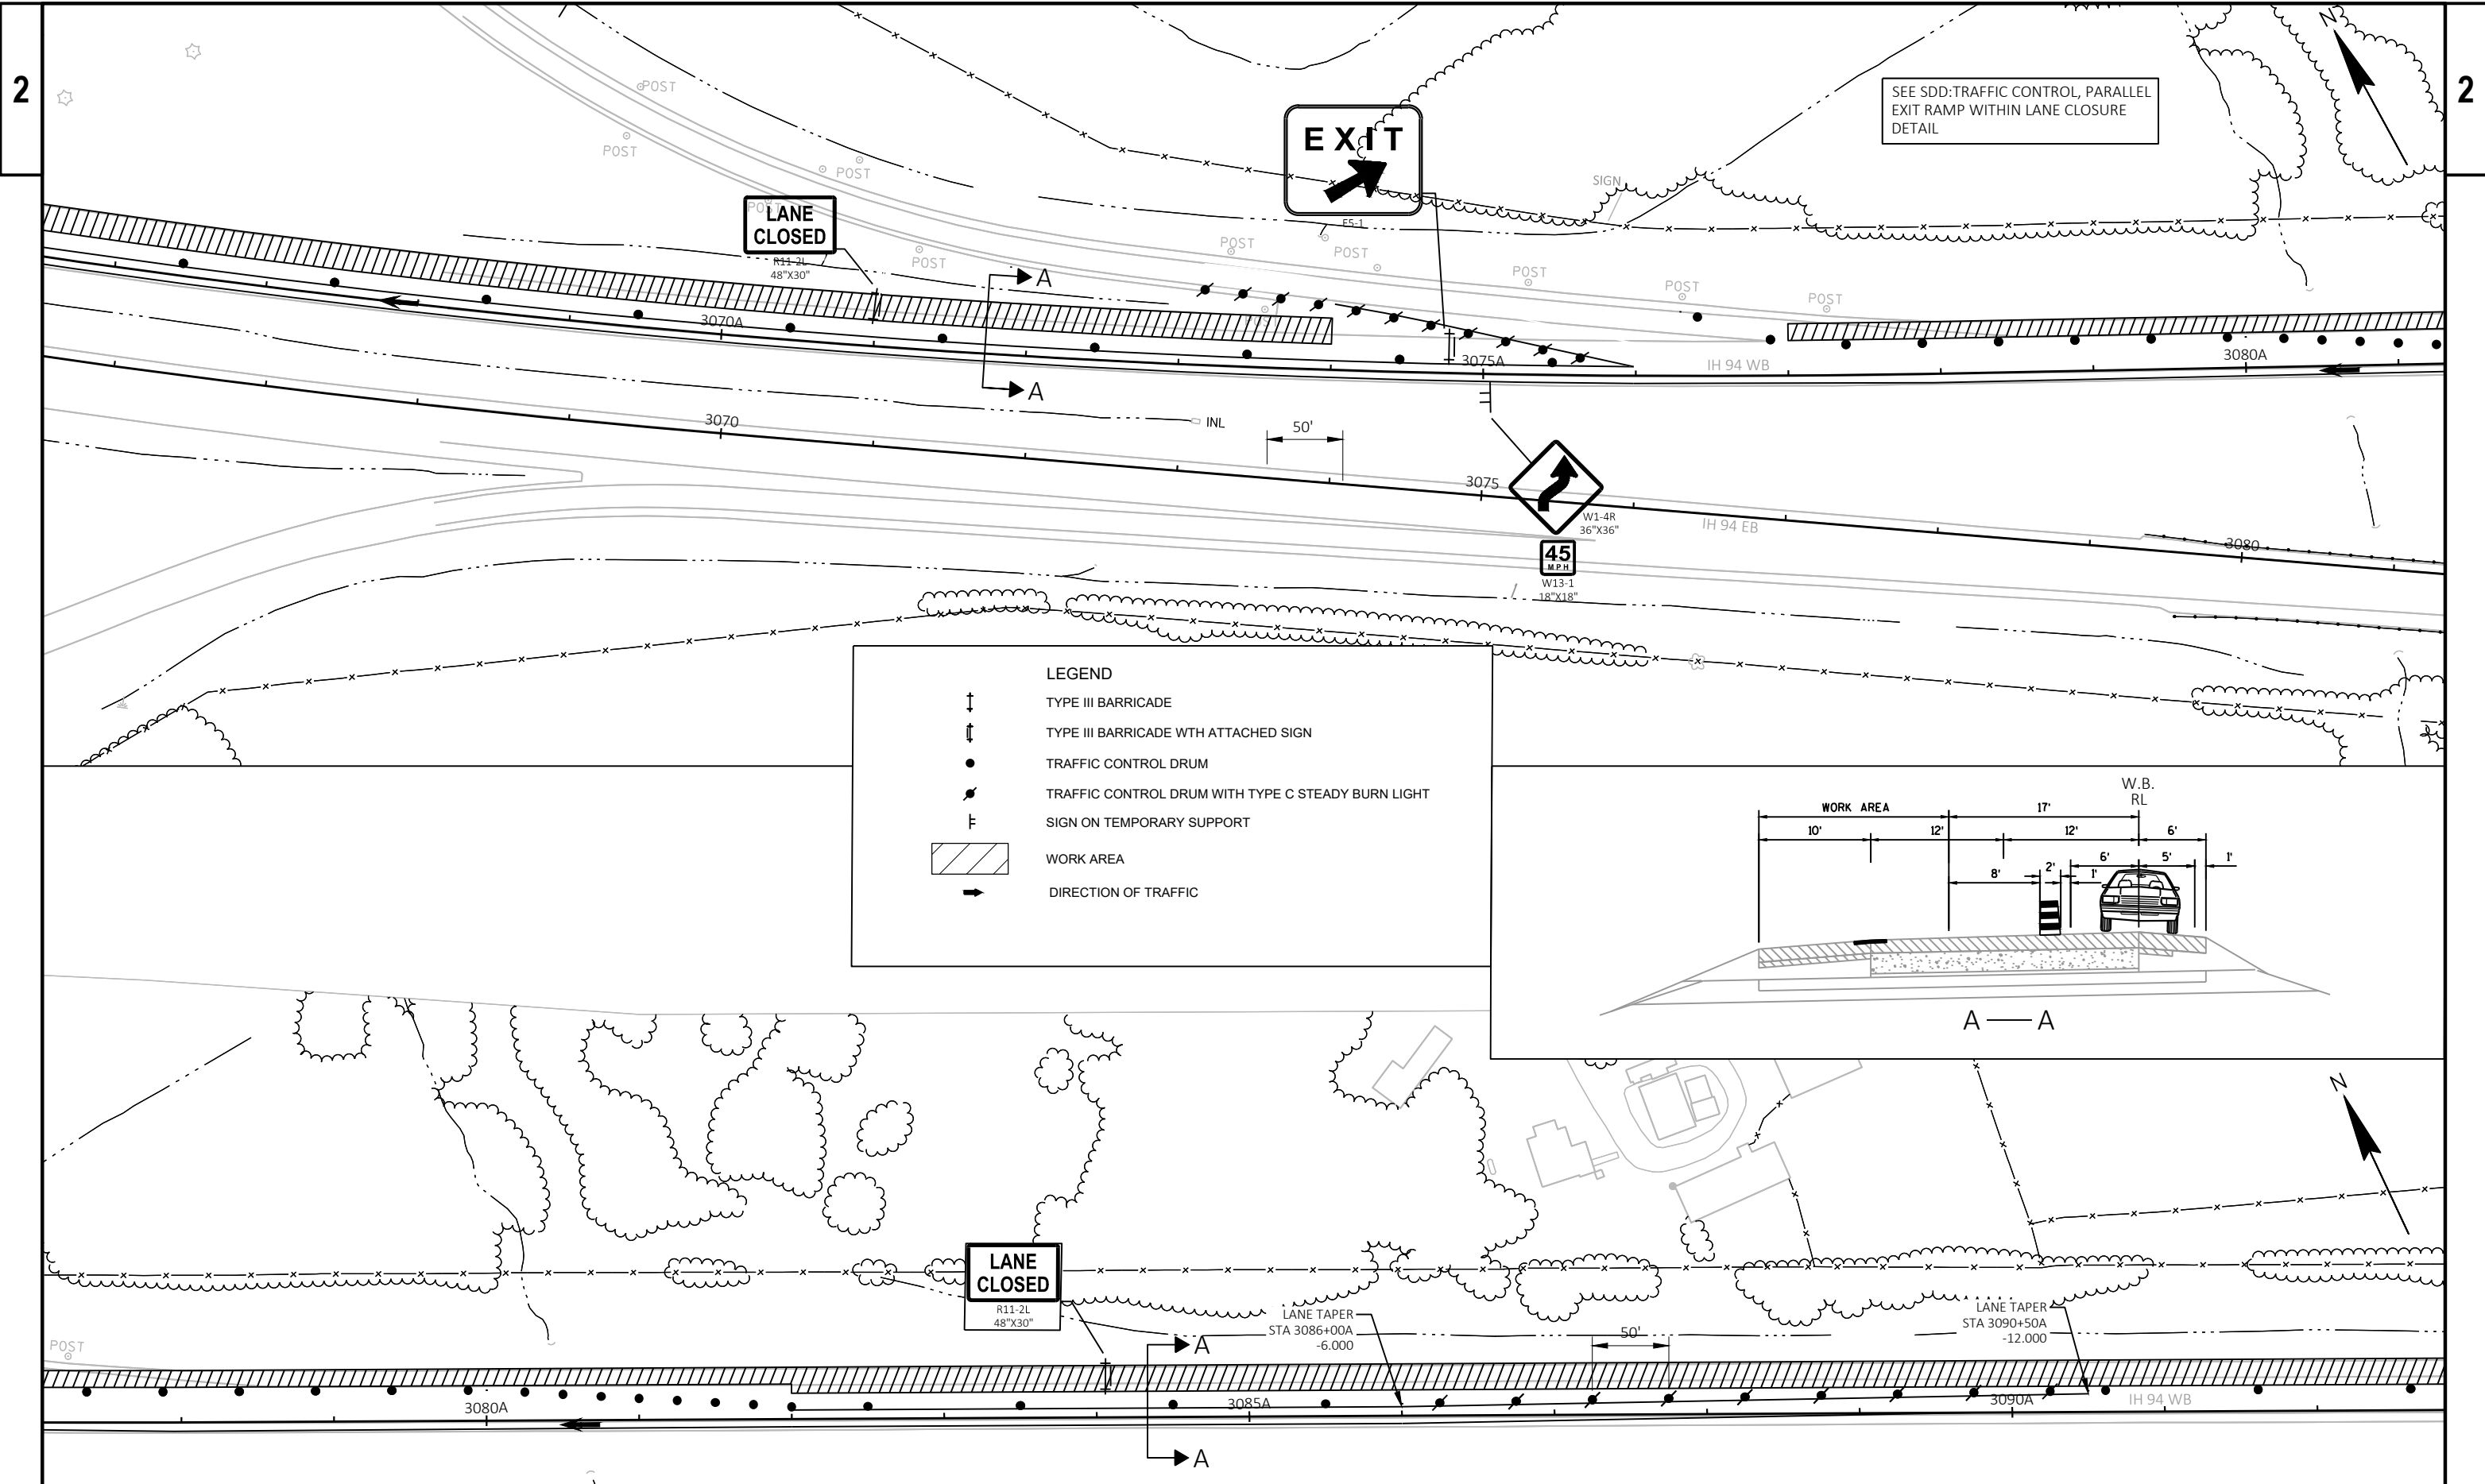 2
2
N
SEE SDD:TRAFFIC CONTROL, PARALLEL
EXIT RAMP WITHIN LANE CLOSURE
DETAIL
POST
POST
POST
POST
POST
EXIT
E5-1
SIGN
LANE
CLOSED
R11-2L
48"X30"
POST
POST
POST
POST
POST
POST
A
A
3070A
3075A
3080A
IH 94 WB
INL
50'
3070
3075
3080
IH 94 EB
W1-4R
36"X36"
45
MPH
W13-1
18"X18"
LEGEND
TYPE III BARRICADE
TYPE III BARRICADE WTH ATTACHED SIGN
TRAFFIC CONTROL DRUM
TRAFFIC CONTROL DRUM WITH TYPE C STEADY BURN LIGHT
SIGN ON TEMPORARY SUPPORT
WORK AREA
DIRECTION OF TRAFFIC
W.B.
RL
WORK AREA
17'
10'
12'
12'
6'
6'
5'
1'
8'
2'
1'
A — A
N
LANE
CLOSED
R11-2L
48"X30"
LANE TAPER
STA 3086+00A
-6.000
50'
LANE TAPER
STA 3090+50A
-12.000
POST
A
A
3080A
3085A
3090A
IH 94 WB